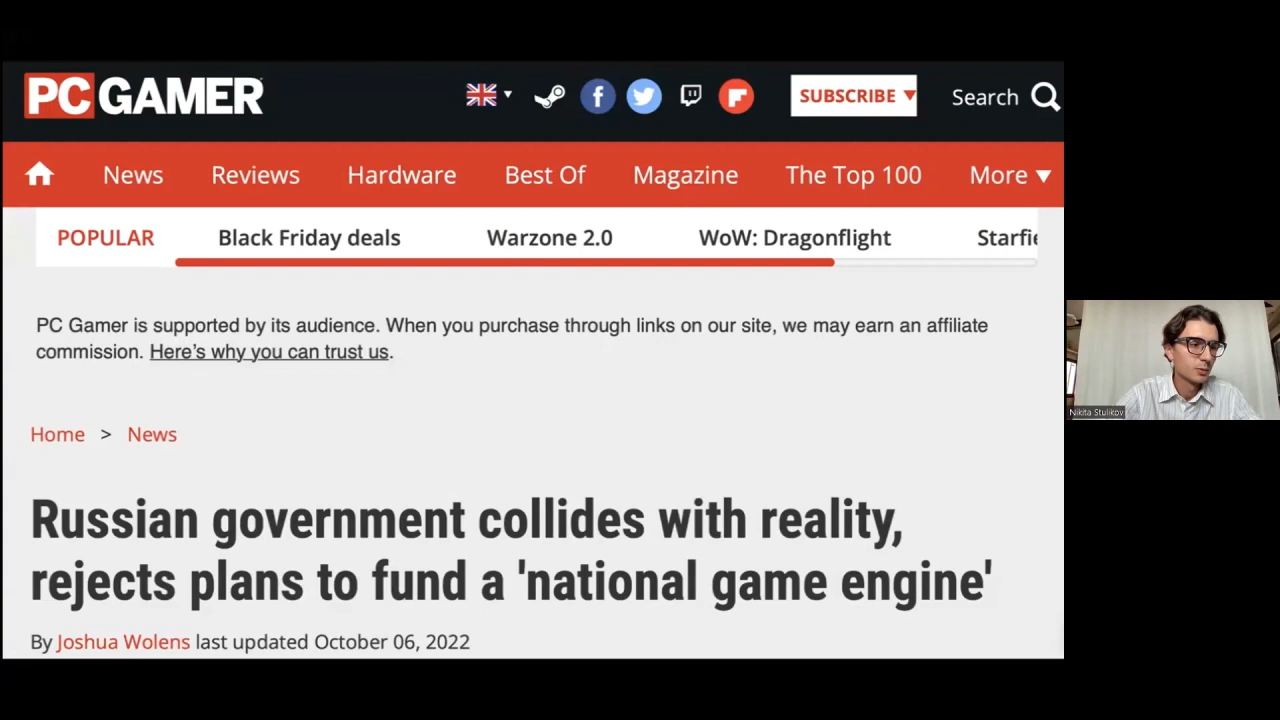 PC GAMER
SUBSCRIBE
Search
News Reviews Hardware Best Of Magazine The Top 100 More
POPULAR Black Friday deals Warzone 2.0 WoW: Dragonflight Starfie
PC Gamer is supported by its audience. When you purchase through links on our site, we may earn an affiliate
commission. Here's why you can trust us.
Home > News
Russian government collides with reality,
rejects plans to fund a 'national game engine'
By Joshua Wolens last updated October 06, 2022
Nikita Stulikov